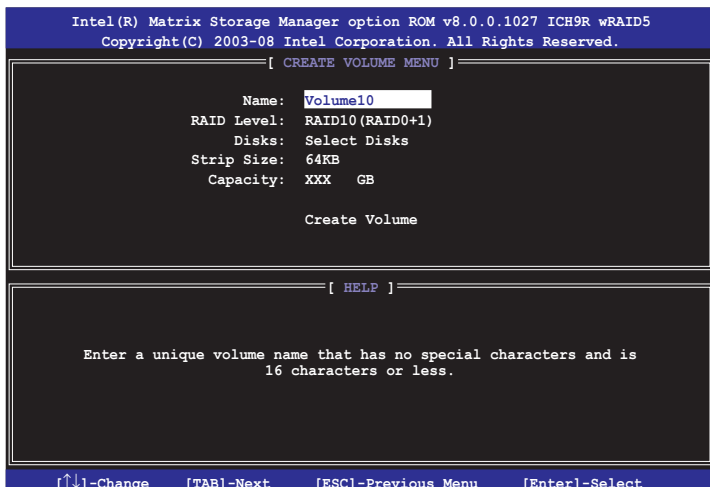 Intel(R) Matrix Storage Manager option ROM v8.0.0.1027 ICH9R wRAID5
Copyright(C) 2003-08 Intel Corporation. All Rights Reserved.
[ CREATE VOLUME MENU ]
Name: Volume10
RAID Level: RAID10(RAID0+1)
Disks: Select Disks
Strip Size: 64KB
Capacity: XXX GB
Create Volume
[ HELP ]
Enter a unique volume name that has no special characters and is
16 characters or less.
[↑↓]-Change [TAB]-Next [ESC]-Previous Menu [Enter]-Select